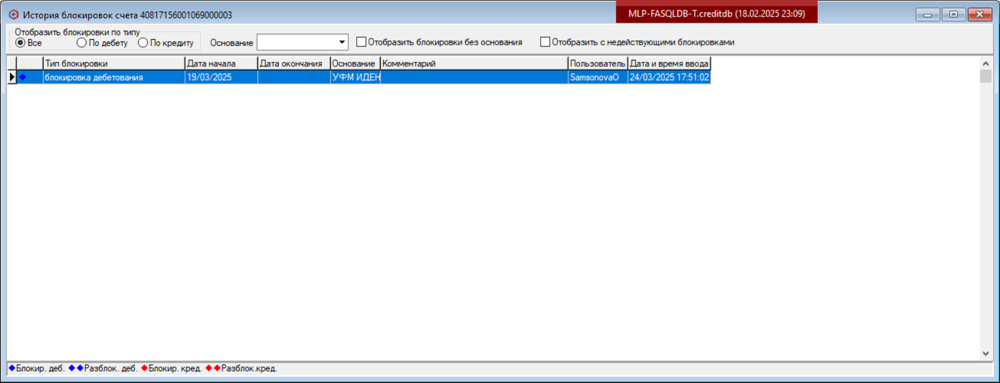 История блокировок счета 40817156001069000003
MLP-FASQLDB-T.creditdb (18.02.2025 23:09)
Отобразить блокировки по типу
Все По дебету По кредиту Основание Отобразить блокировки без основания Отобразить с недействующими блокировками
Тип блокировки Дата начала Дата окончания Основание Комментарий Пользователь Дата и время ввода
блокировка дебетования 19/03/2025 УФМ ИДЕН SamsonovaO 24/03/2025 17:51:02
Блокир. деб. Разблок. деб. Блокир. кред. Разблок.кред.